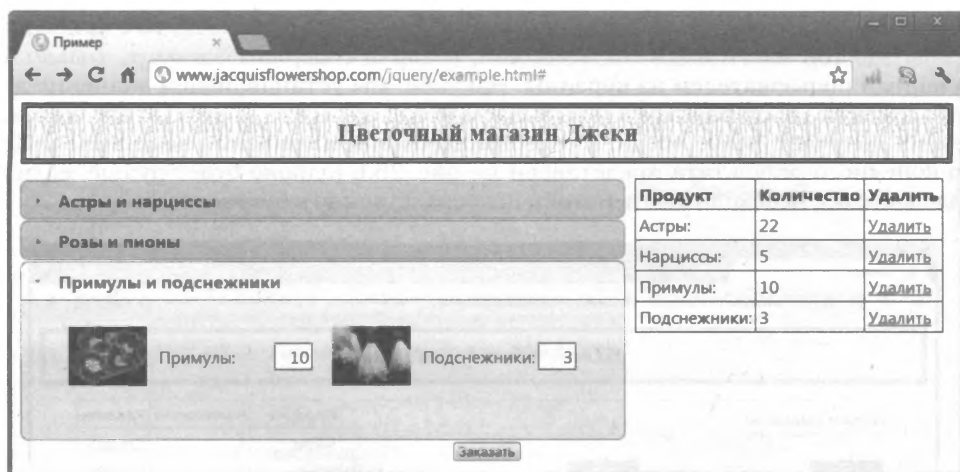 Пример
www.jacquisflowershop.com/jquery/example.html#
Цветочный магазин Джеки
Астры и нарциссы
Розы и пионы
Примулы и подснежники
Примулы: 10 Подснежники: 3
Заказать
Продукт Количество Удалить
Астры: 22 Удалить
Нарциссы: 5 Удалить
Примулы: 10 Удалить
Подснежники: 3 Удалить